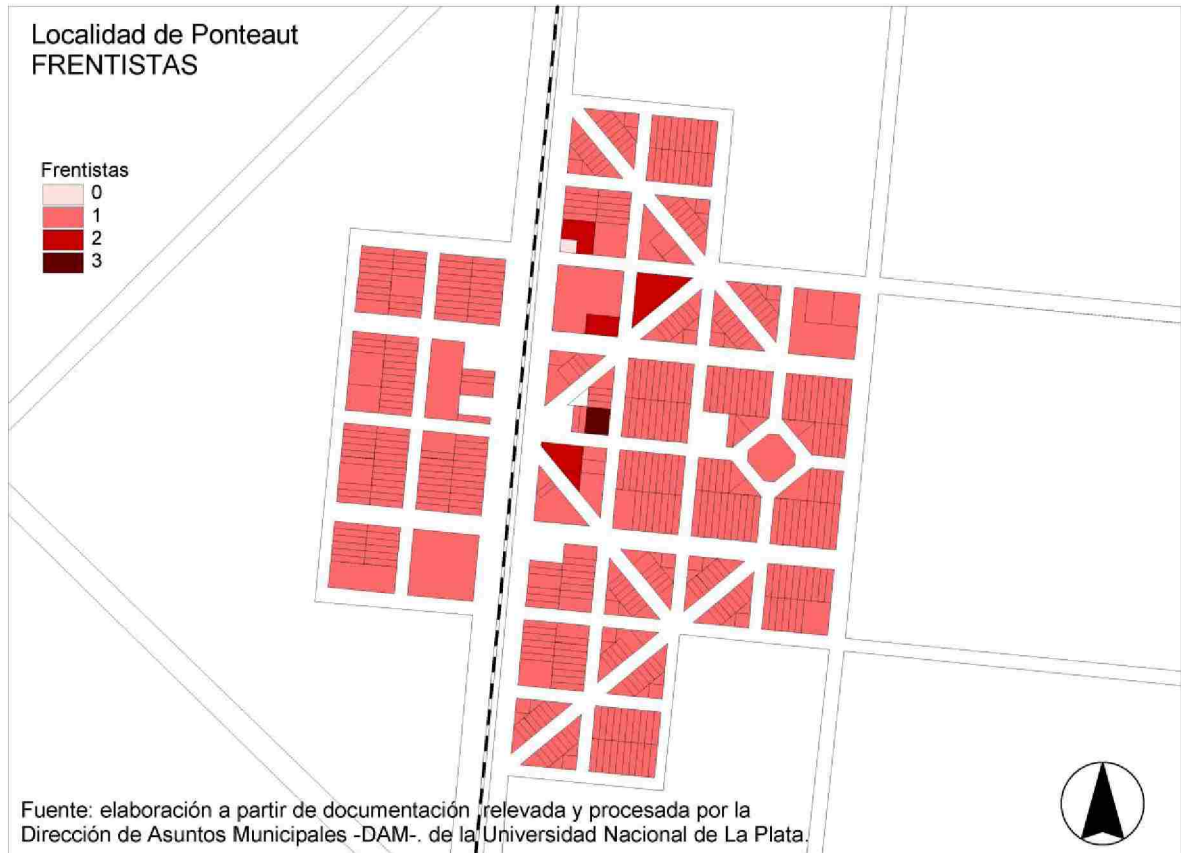 Localidad de Ponteaut
FRENTISTAS
Frentistas
0
1
2
3
Fuente: elaboración a partir de documentación relevada y procesada por la
Dirección de Asuntos Municipales -DAM-. de la Universidad Nacional de La Plata.